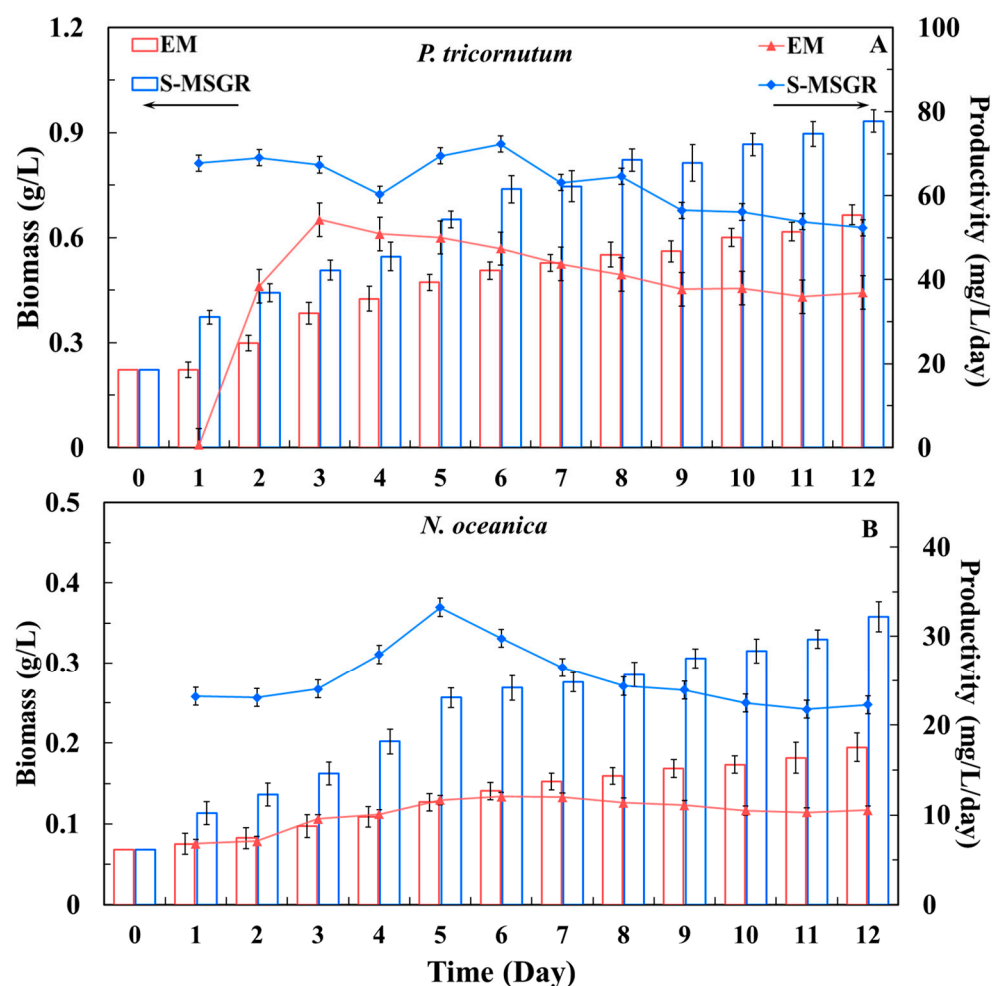 1.2
0.9
0.6
0.3
0
Biomass (g/L)
EM
S-MSGR
P. tricornutum
A
EM
S-MSGR
100
80
60
40
20
0
Productivity (mg/L/day)
0 1 2 3 4 5 6 7 8 9 10 11 12
0.5
0.4
0.3
0.2
0.1
0
Biomass (g/L)
N. oceanica
B
40
30
20
10
0
Productivity (mg/L/day)
0 1 2 3 4 5 6 7 8 9 10 11 12
Time (Day)